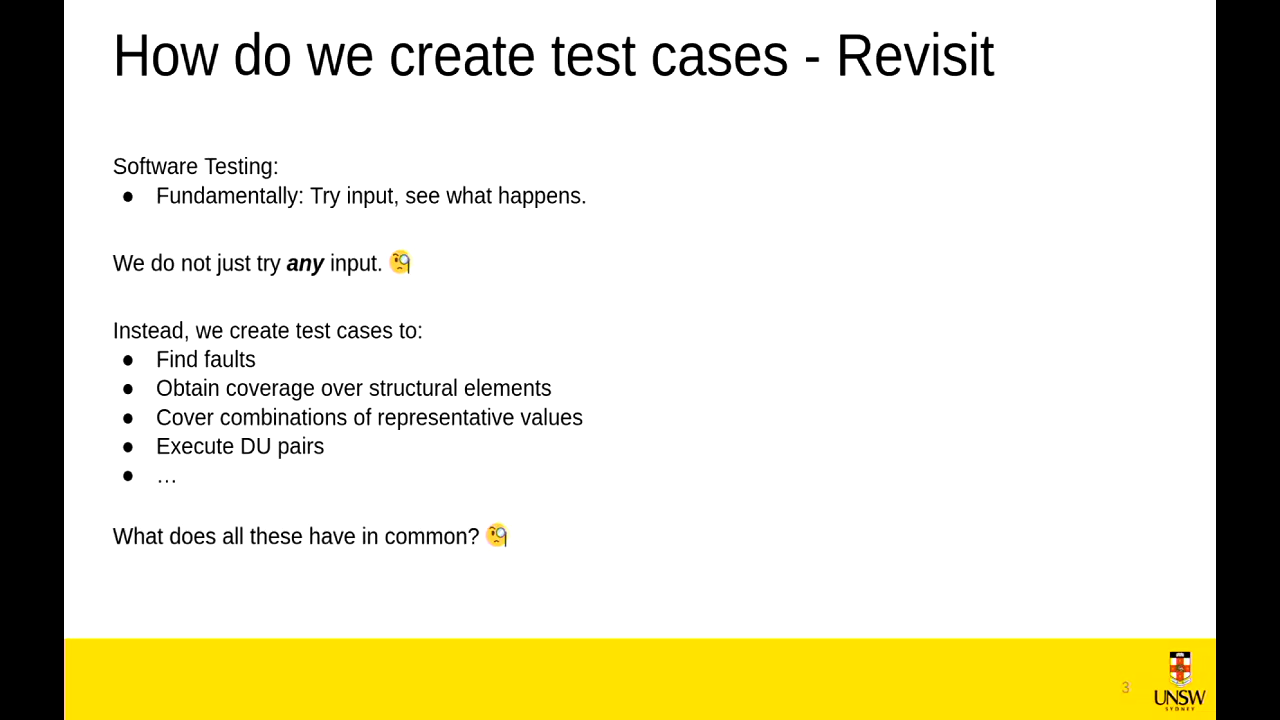 How do we create test cases - Revisit
Software Testing:
● Fundamentally: Try input, see what happens.
We do not just try any input. 🧐
Instead, we create test cases to:
● Find faults
● Obtain coverage over structural elements
● Cover combinations of representative values
● Execute DU pairs
● …
What does all these have in common? 🧐
3
UNSW
SYDNEY